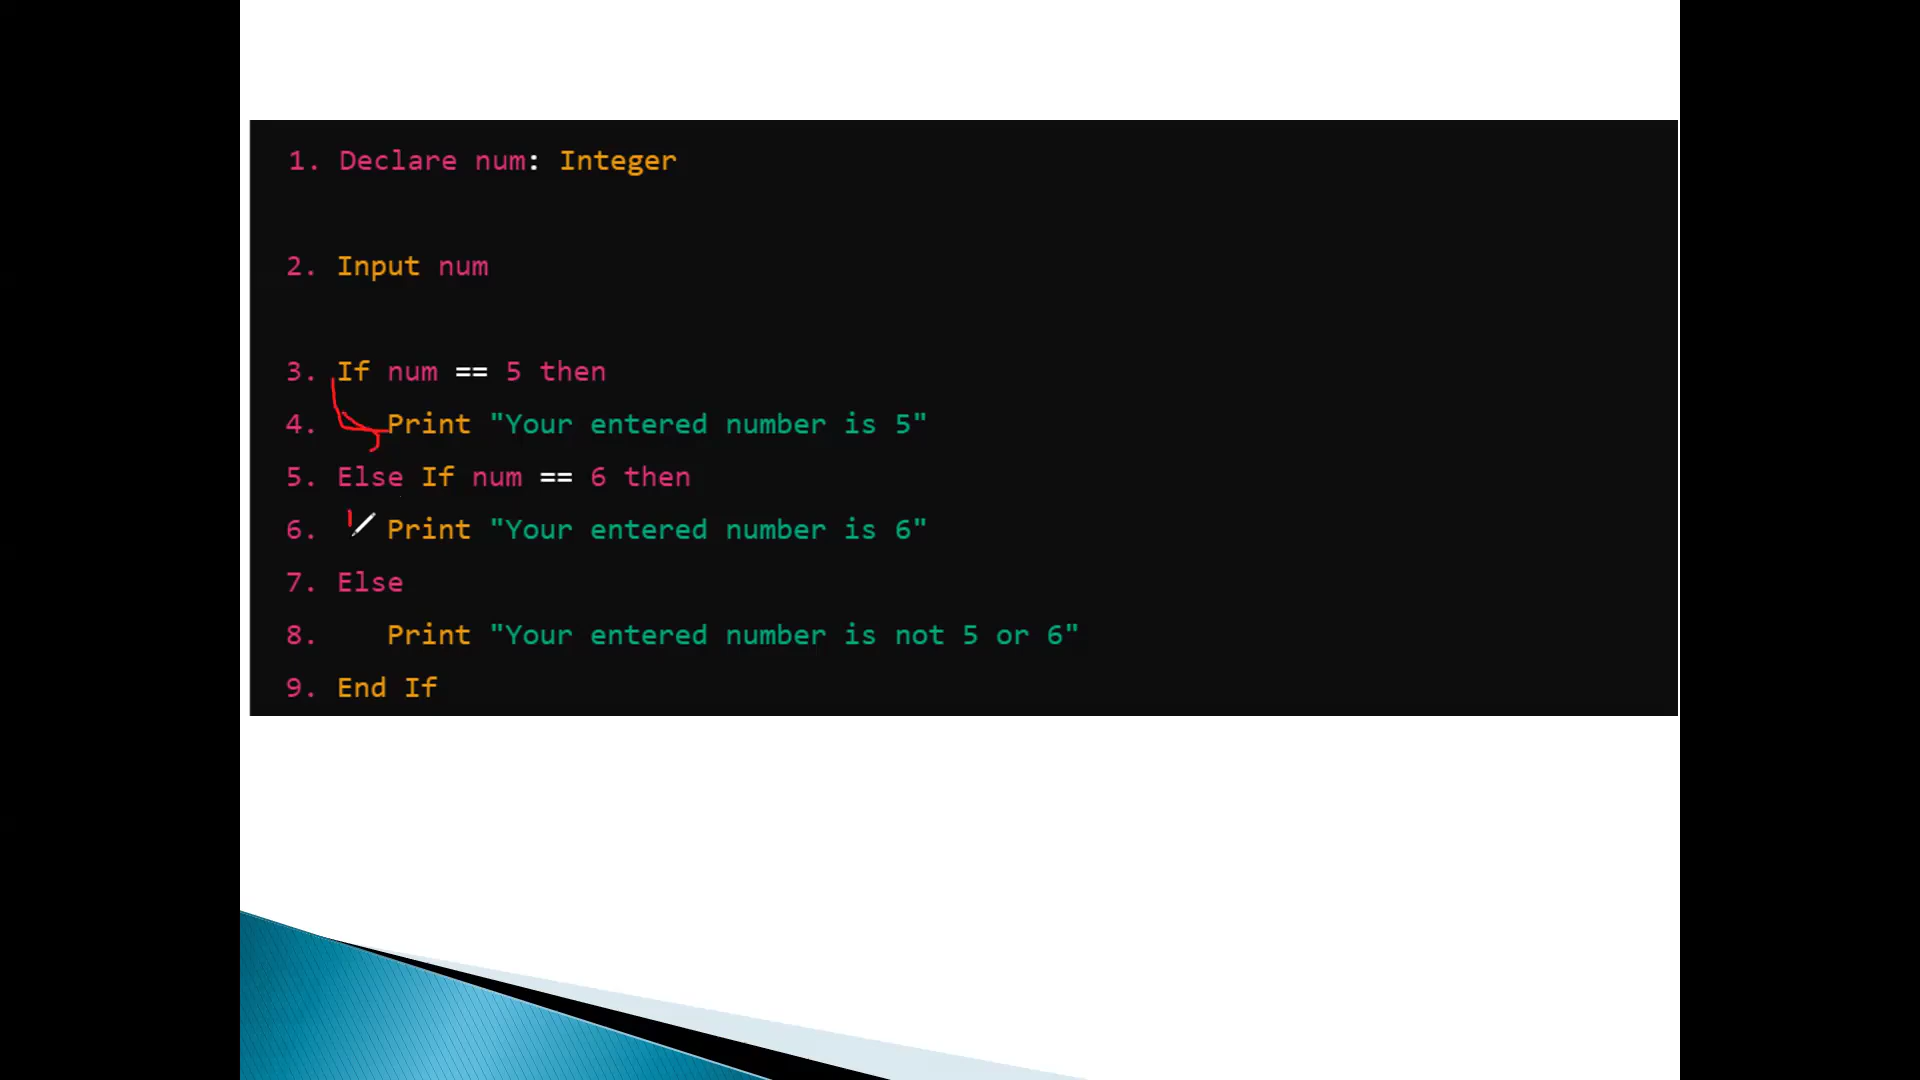 1. Declare num: Integer
2. Input num
3. If num == 5 then
4. Print "Your entered number is 5"
5. Else If num == 6 then
6. Print "Your entered number is 6"
7. Else
8. Print "Your entered number is not 5 or 6"
9. End If